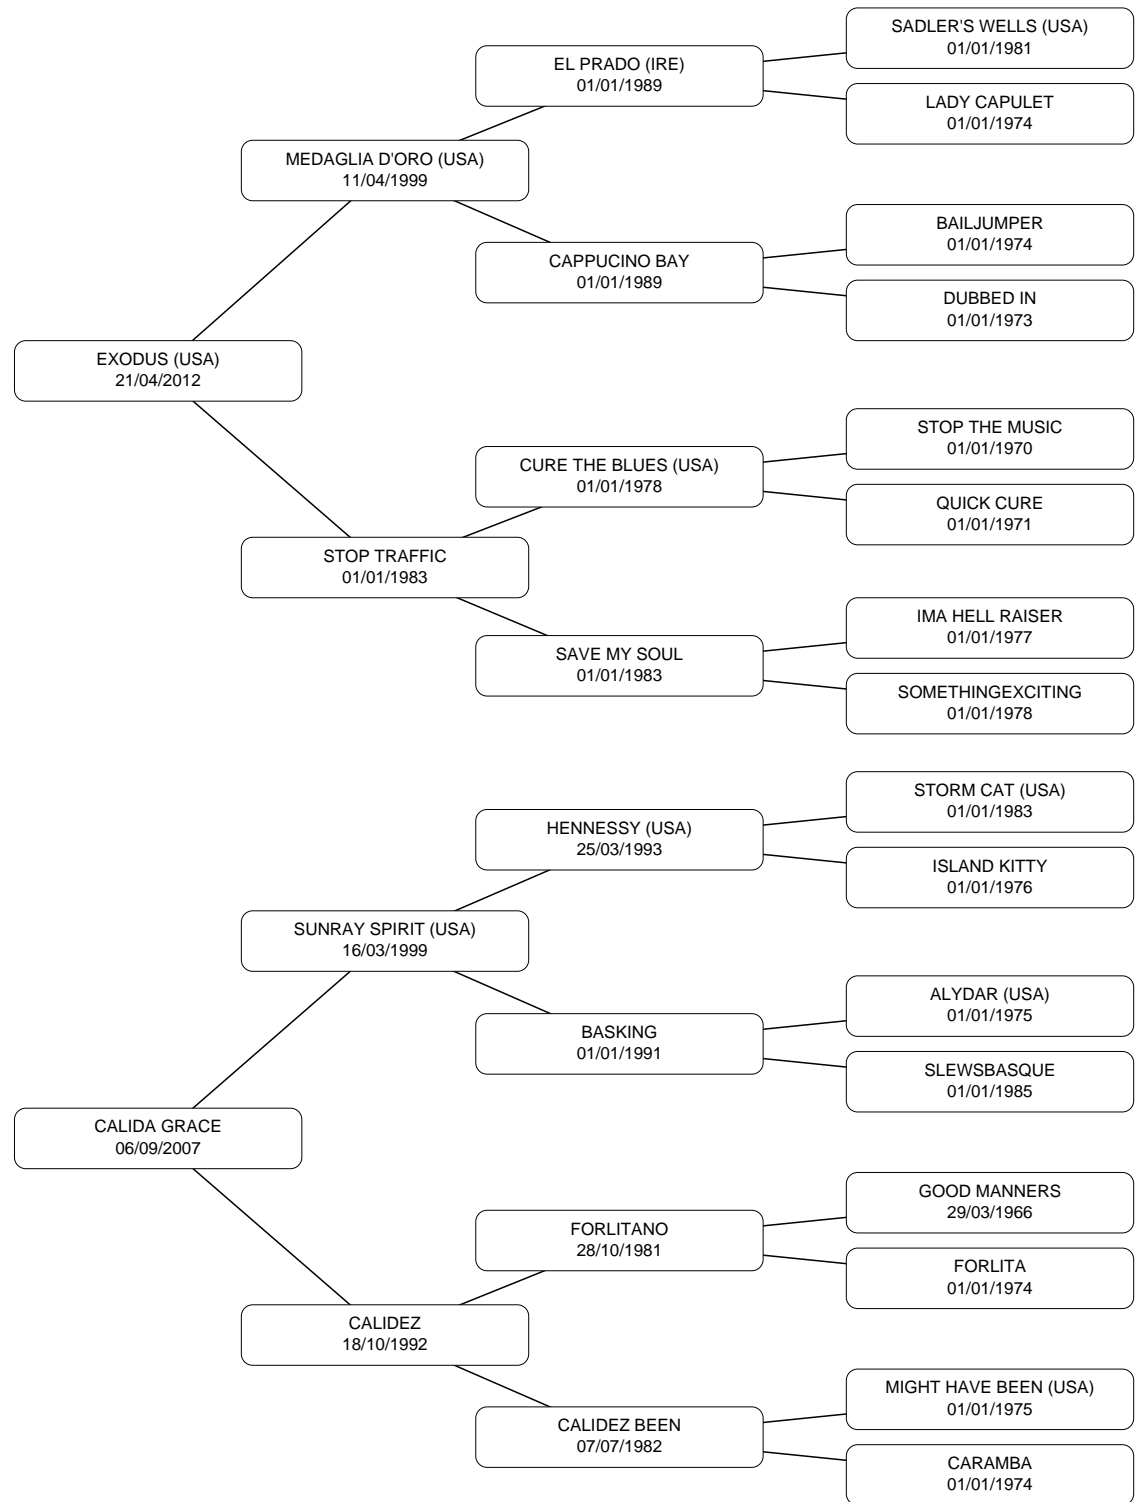 SADLER'S WELLS (USA)
01/01/1981
EL PRADO (IRE)
01/01/1989
LADY CAPULET
01/01/1974
MEDAGLIA D'ORO (USA)
11/04/1999
BAILJUMPER
01/01/1974
CAPPUCINO BAY
01/01/1989
DUBBED IN
01/01/1973
EXODUS (USA)
21/04/2012
STOP THE MUSIC
01/01/1970
CURE THE BLUES (USA)
01/01/1978
QUICK CURE
01/01/1971
STOP TRAFFIC
01/01/1983
IMA HELL RAISER
01/01/1977
SAVE MY SOUL
01/01/1983
SOMETHINGEXCITING
01/01/1978
STORM CAT (USA)
01/01/1983
HENNESSY (USA)
25/03/1993
ISLAND KITTY
01/01/1976
SUNRAY SPIRIT (USA)
16/03/1999
ALYDAR (USA)
01/01/1975
BASKING
01/01/1991
SLEWSBASQUE
01/01/1985
CALIDA GRACE
06/09/2007
GOOD MANNERS
29/03/1966
FORLITANO
28/10/1981
FORLITA
01/01/1974
CALIDEZ
18/10/1992
MIGHT HAVE BEEN (USA)
01/01/1975
CALIDEZ BEEN
07/07/1982
CARAMBA
01/01/1974